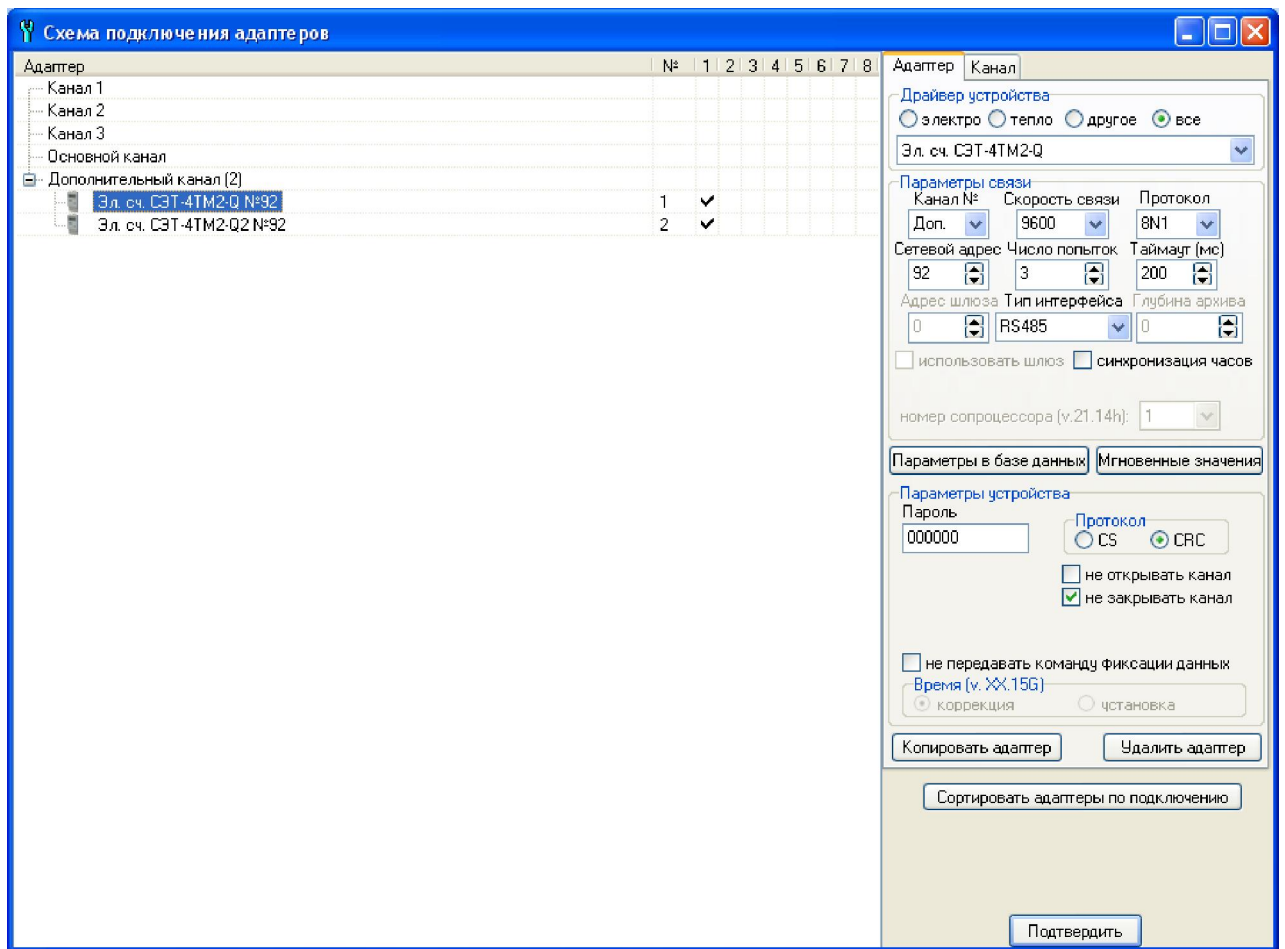 Схема подключения адаптеров
Адаптер № 1 2 3 4 5 6 7 8
Канал 1
Канал 2
Канал 3
Основной канал
Дополнительный канал (2)
Эл. сч. СЭТ-4ТМ2-Q №92 1
Эл. сч. СЭТ-4ТМ2-Q2 №92 2
Адаптер Канал
Драйвер устройства
электро тепло другое все
Эл. сч. СЭТ-4ТМ2-Q
Параметры связи
Канал № Скорость связи Протокол
Доп. 9600 8N1
Сетевой адрес Число попыток Таймаут (мс)
92 3 200
Адрес шлюза Тип интерфейса Глубина архива
0 RS485 0
использовать шлюз синхронизация часов
номер сопроцессора (v.21.14h): 1
Параметры в базе данных Мгновенные значения
Параметры устройства
Пароль
000000
Протокол
CS CRC
не открывать канал
не закрывать канал
не передавать команду фиксации данных
Время (v. XX.15G)
коррекция установка
Копировать адаптер Удалить адаптер
Сортировать адаптеры по подключению
Подтвердить